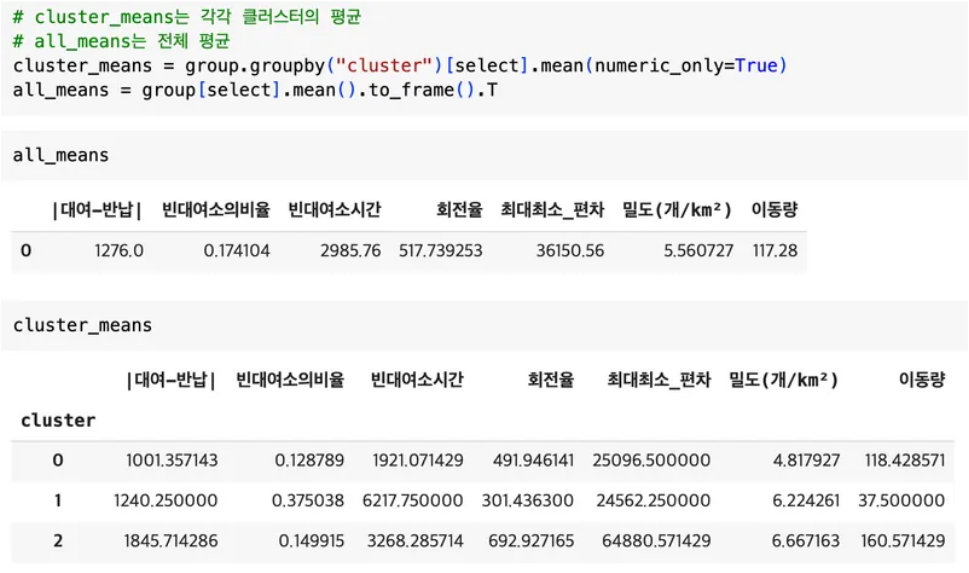 # cluster_means는 각각 클러스터의 평균
# all_means는 전체 평균
cluster_means = group.groupby("cluster")[select].mean(numeric_only=True)
all_means = group[select].mean().to_frame().T
all_means
|대여-반납| 빈대여소의비율 빈대여소시간 회전율 최대최소_편차 밀도(개/km²) 이동량
0 1276.0 0.174104 2985.76 517.739253 36150.56 5.560727 117.28
cluster_means
|대여-반납| 빈대여소의비율 빈대여소시간 회전율 최대최소_편차 밀도(개/km²) 이동량
cluster
0 1001.357143 0.128789 1921.071429 491.946141 25096.500000 4.817927 118.428571
1 1240.250000 0.375038 6217.750000 301.436300 24562.250000 6.224261 37.500000
2 1845.714286 0.149915 3268.285714 692.927165 64880.571429 6.667163 160.571429